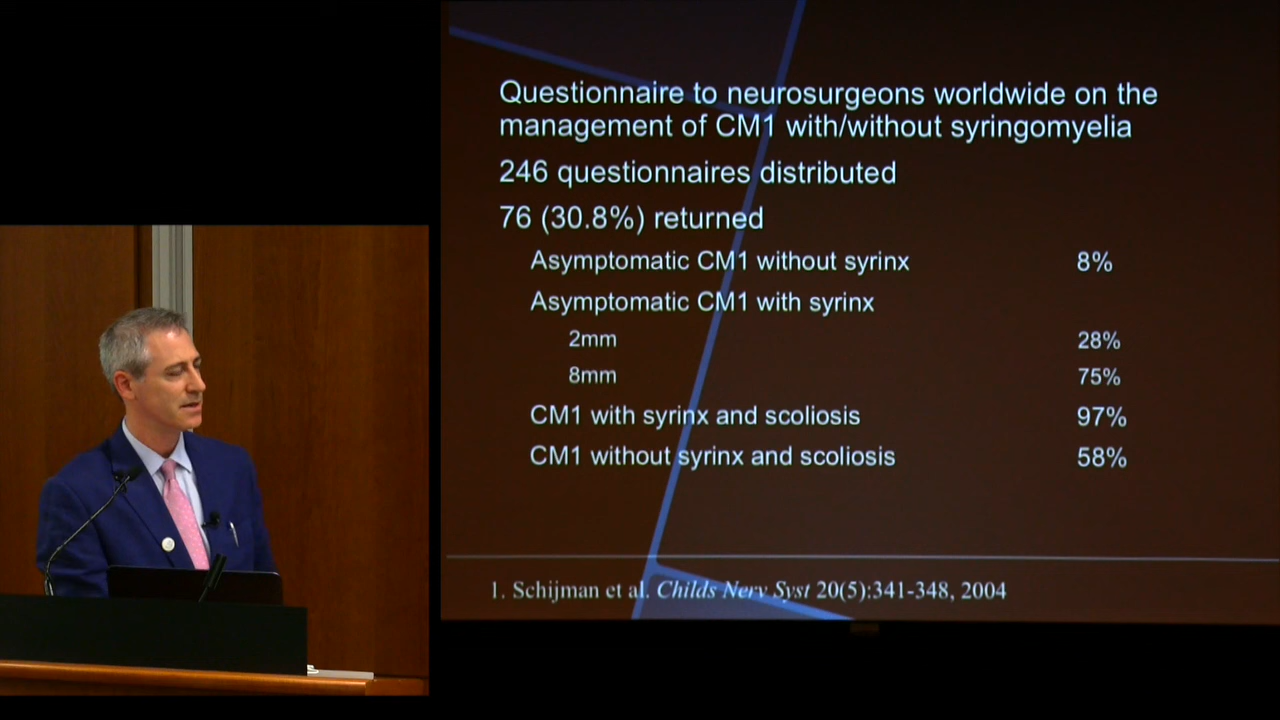 Questionnaire to neurosurgeons worldwide on the
management of CM1 with/without syringomyelia
246 questionnaires distributed
76 (30.8%) returned
Asymptomatic CM1 without syrinx 8%
Asymptomatic CM1 with syrinx
2mm 28%
8mm 75%
CM1 with syrinx and scoliosis 97%
CM1 without syrinx and scoliosis 58%
1. Schijman et al. Childs Nerv Syst 20(5):341-348, 2004